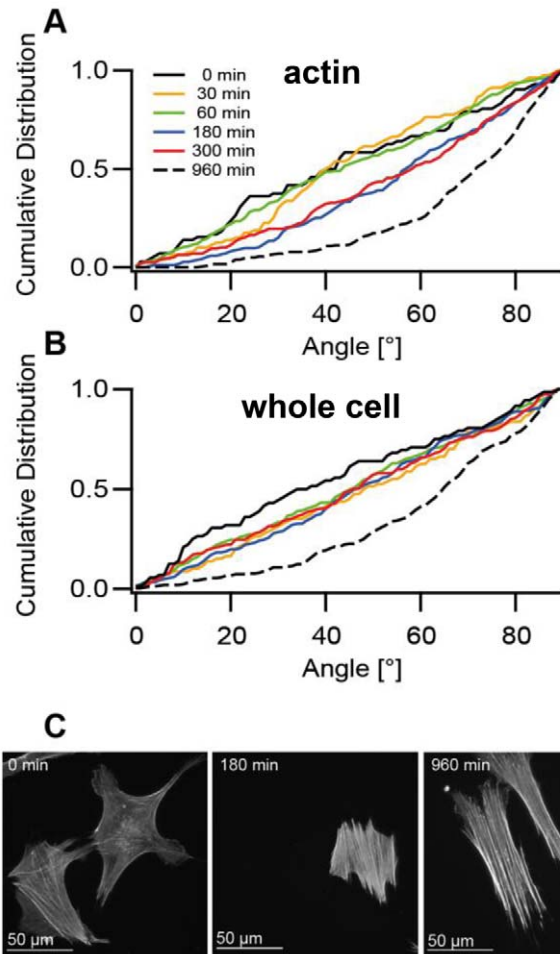 A
actin
Cumulative Distribution
1.0
0.5
0.0
0 min
30 min
60 min
180 min
300 min
960 min
0 20 40 60 80
Angle [°]
B
whole cell
Cumulative Distribution
1.0
0.5
0.0
0 20 40 60 80
Angle [°]
C
0 min
50 µm
180 min
50 µm
960 min
50 µm